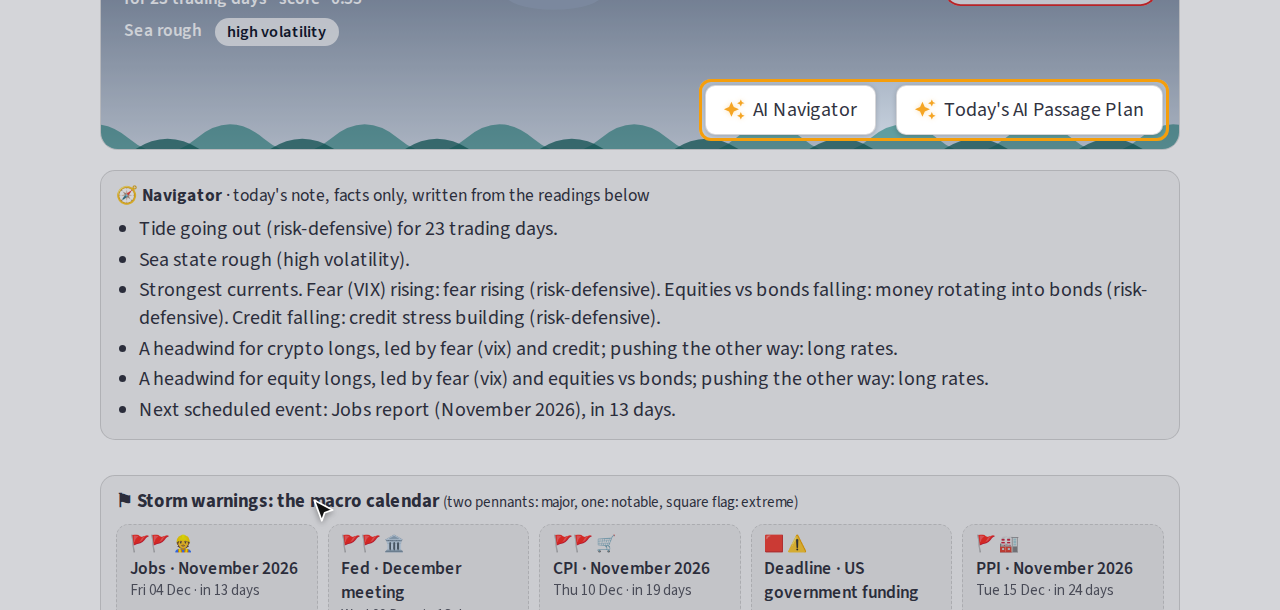 Sea rough high volatility
AI Navigator Today's AI Passage Plan
Navigator · today's note, facts only, written from the readings below
Tide going out (risk-defensive) for 23 trading days.
Sea state rough (high volatility).
Strongest currents. Fear (VIX) rising: fear rising (risk-defensive). Equities vs bonds falling: money rotating into bonds (risk-
defensive). Credit falling: credit stress building (risk-defensive).
A headwind for crypto longs, led by fear (vix) and credit; pushing the other way: long rates.
A headwind for equity longs, led by fear (vix) and equities vs bonds; pushing the other way: long rates.
Next scheduled event: Jobs report (November 2026), in 13 days.
Storm warnings: the macro calendar (two pennants: major, one: notable, square flag: extreme)
Jobs · November 2026
Fri 04 Dec · in 13 days
Fed · December
meeting
CPI · November 2026
Thu 10 Dec · in 19 days
Deadline · US
government funding
PPI · November 2026
Tue 15 Dec · in 24 days